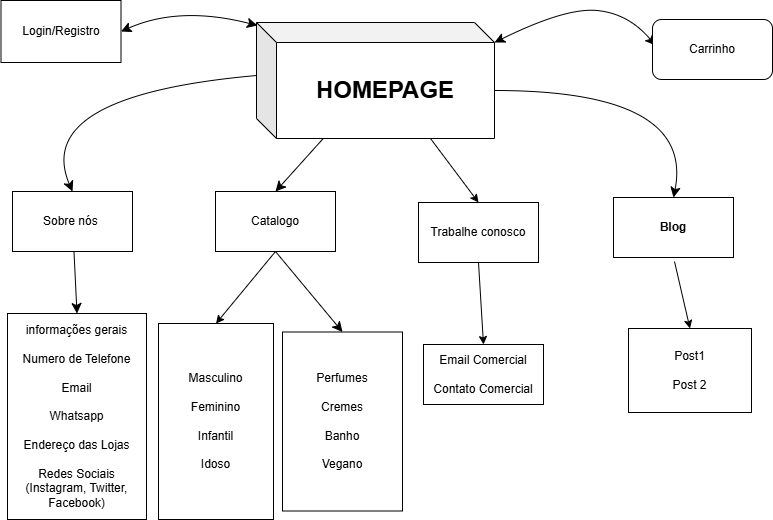 Login/Registro
Carrinho
HOMEPAGE
Sobre nós
Catalogo
Trabalhe conosco
Blog
informações gerais
Numero de Telefone
Email
Whatsapp
Endereço das Lojas
Redes Sociais
(Instagram, Twitter,
Facebook)
Masculino
Feminino
Infantil
Idoso
Perfumes
Cremes
Banho
Vegano
Email Comercial
Contato Comercial
Post1
Post 2